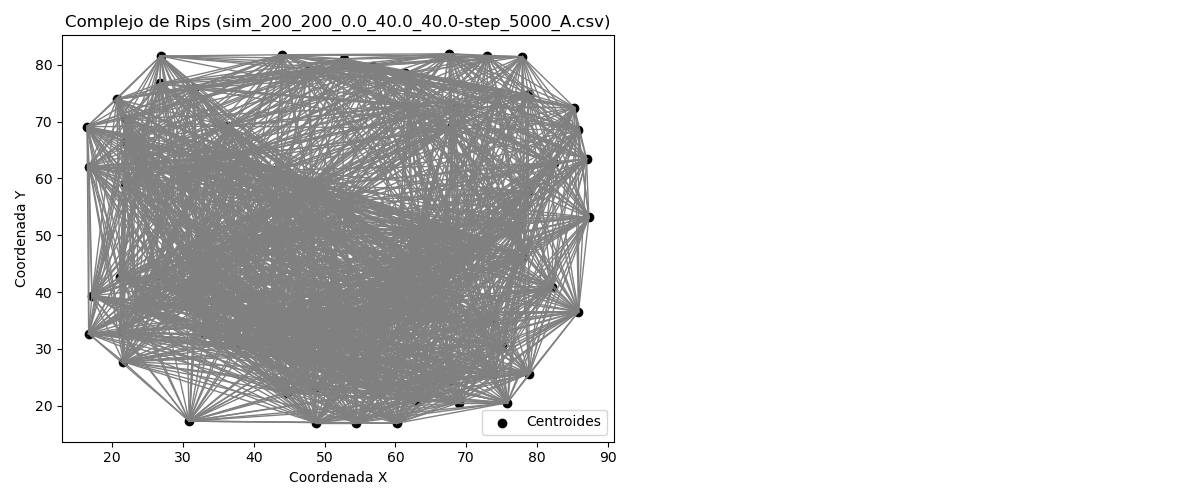 Complejo de Rips (sim_200_200_0.0_40.0_40.0-step_5000_A.csv)
80
70
60
50
40
30
20
Coordenada Y
Centroides
20 30 40 50 60 70 80 90
Coordenada X